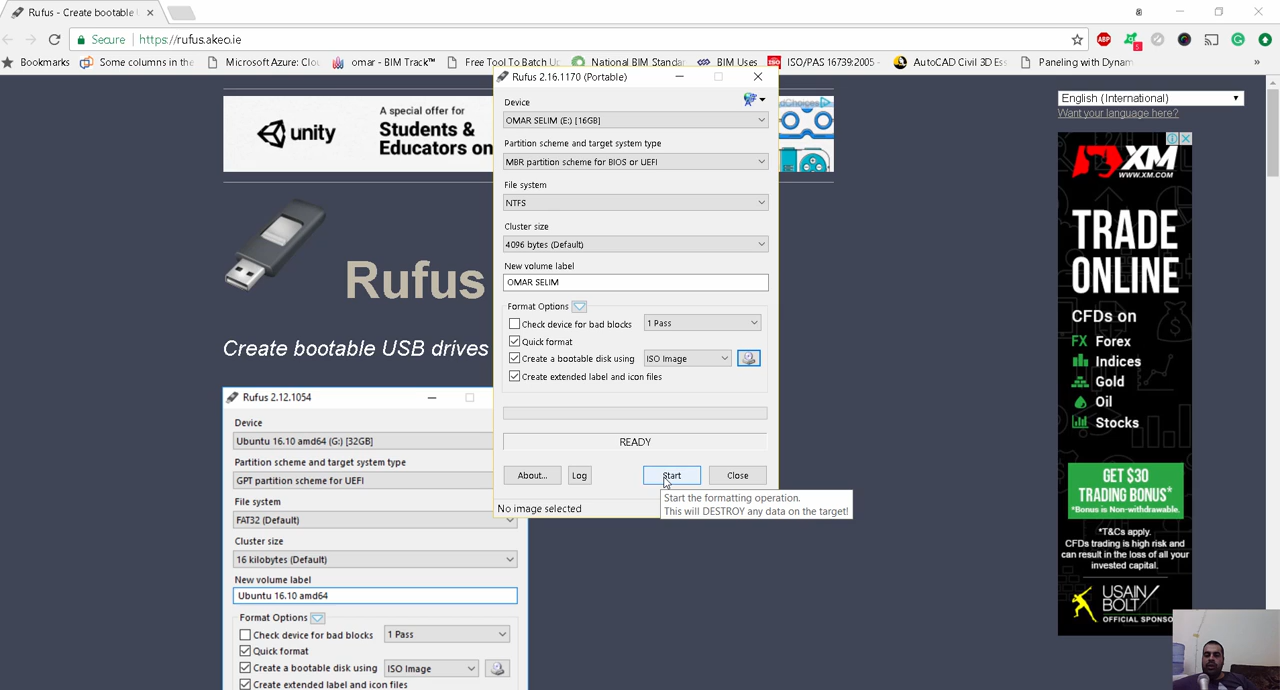 Rufus - Create bootable
Secure | https://rufus.akeo.ie
ABP
5
Bookmarks
Some columns in the
Microsoft Azure: Clou
omar - BIM Track™
Free Tool To Batch U
National BIM Standa
BIM Uses
ISO/PAS 16739:2005 -
AutoCAD Civil 3D Ess
Paneling with Dynam
»
unity
A special offer for
Students &
Educators on
Choices
English (International)
Want your language here?
Rufus
Create bootable USB drives
Rufus 2.16.1170 (Portable)
Device
OMAR SELIM (E:) [16GB]
Partition scheme and target system type
MBR partition scheme for BIOS or UEFI
File system
NTFS
Cluster size
4096 bytes (Default)
New volume label
OMAR SELIM
Format Options
Check device for bad blocks
1 Pass
Quick format
Create a bootable disk using
ISO Image
Create extended label and icon files
READY
About...
Log
Start
Close
No image selected
Start the formatting operation.
This will DESTROY any data on the target!
Rufus 2.12.1054
Device
Ubuntu 16.10 amd64 (G:) [32GB]
Partition scheme and target system type
GPT partition scheme for UEFI
File system
FAT32 (Default)
Cluster size
16 kilobytes (Default)
New volume label
Ubuntu 16.10 amd64
Format Options
Check device for bad blocks
1 Pass
Quick format
Create a bootable disk using
ISO Image
Create extended label and icon files
XM
WWW.XM.COM
TRADE
ONLINE
CFDs on
FX Forex
Indices
Gold
Oil
Stocks
GET $30
TRADING BONUS*
*Bonus is Non-withdrawable.
*T&Cs apply.
CFDs trading is high risk and
can result in the loss of all your
invested capital.
USAIN
BOLT
OFFICIAL SPONSO